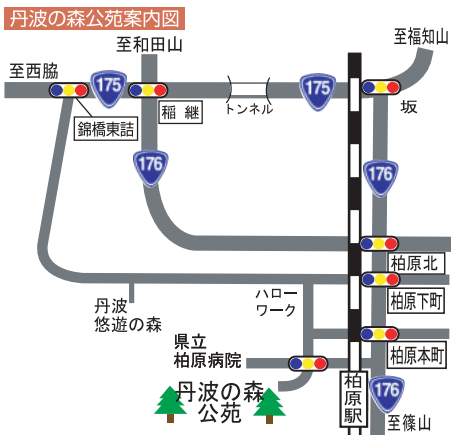 丹波の森公苑案内図
至和田山
至福知山
至西脇
175
175
トンネル
稲継
坂
錦橋東詰
176
176
柏原北
柏原下町
ハロー
ワーク
丹波
悠遊の森
県立
柏原病院
柏原本町
丹波の森
公苑
柏原駅
176
至篠山